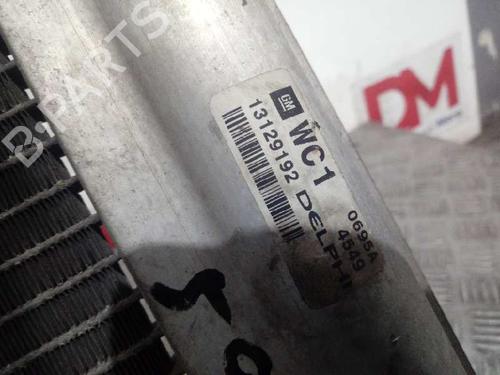 GM
WC1
13129192
DELPHI
0695A
4549
DM
B-PARTS